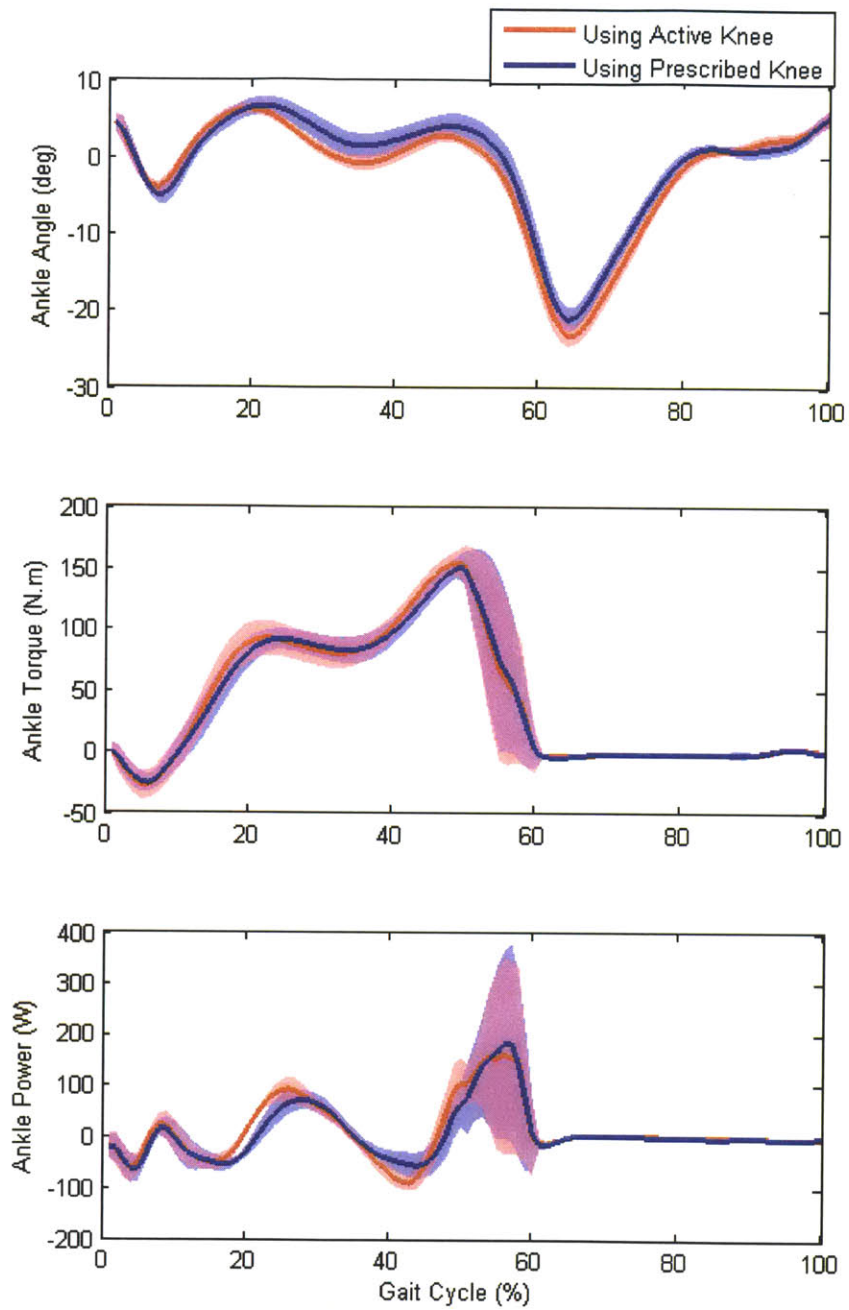 Using Active Knee
Using Prescribed Knee
10
0
-10
-20
-30
Ankle Angle (deg)
0 20 40 60 80 100
200
150
100
50
0
-50
Ankle Torque (N.m)
0 20 40 60 80 100
400
300
200
100
0
-100
-200
Ankle Power (W)
0 20 40 60 80 100
Gait Cycle (%)